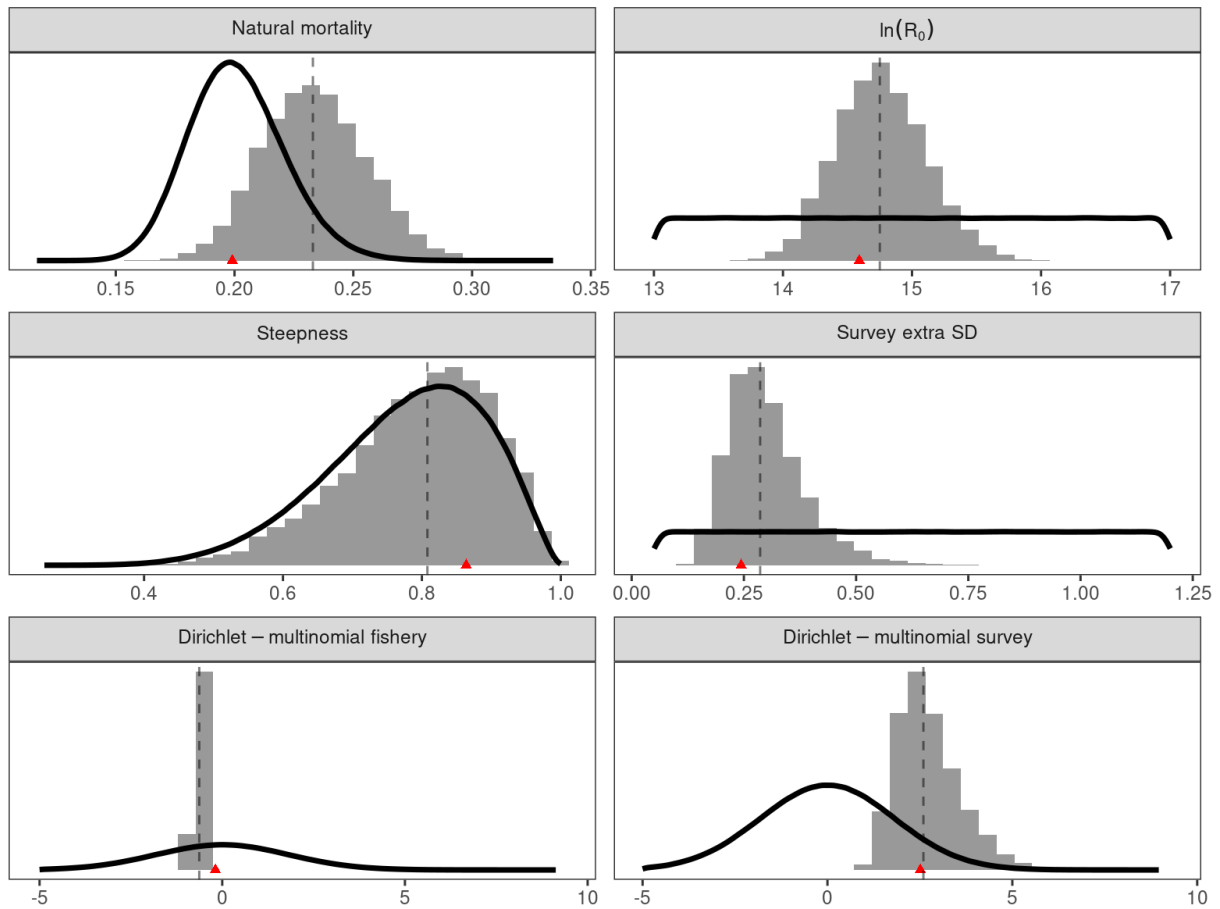 Natural mortality
ln(R₀)
0.15 0.20 0.25 0.30 0.35
13 14 15 16 17
Steepness
Survey extra SD
0.4 0.6 0.8 1.0
0.00 0.25 0.50 0.75 1.00 1.25
Dirichlet – multinomial fishery
Dirichlet – multinomial survey
-5 0 5 10
-5 0 5 10